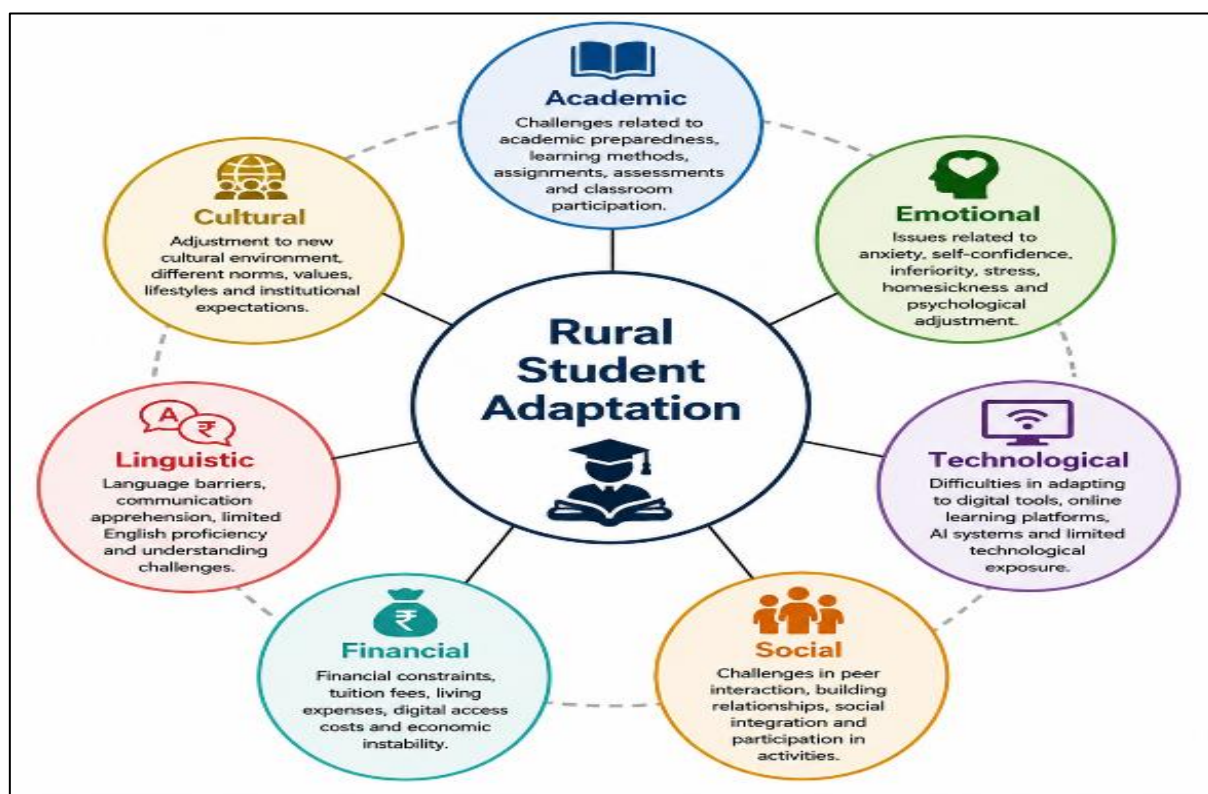 Academic
Challenges related to
academic preparedness,
learning methods,
assignments, assessments
and classroom
participation.
Emotional
Issues related to
anxiety, self-confidence,
inferiority, stress,
homesickness and
psychological
adjustment.
Technological
Difficulties in adapting
to digital tools, online
learning platforms,
AI systems and limited
technological
exposure.
Social
Challenges in peer
interaction, building
relationships, social
integration and
participation in
activities.
₹
Financial
Financial constraints,
tuition fees, living
expenses, digital access
costs and economic
instability.
A ₹
Linguistic
Language barriers,
communication
apprehension, limited
English proficiency
and understanding
challenges.
Cultural
Adjustment to new
cultural environment,
different norms, values,
lifestyles and institutional
expectations.
Rural
Student
Adaptation